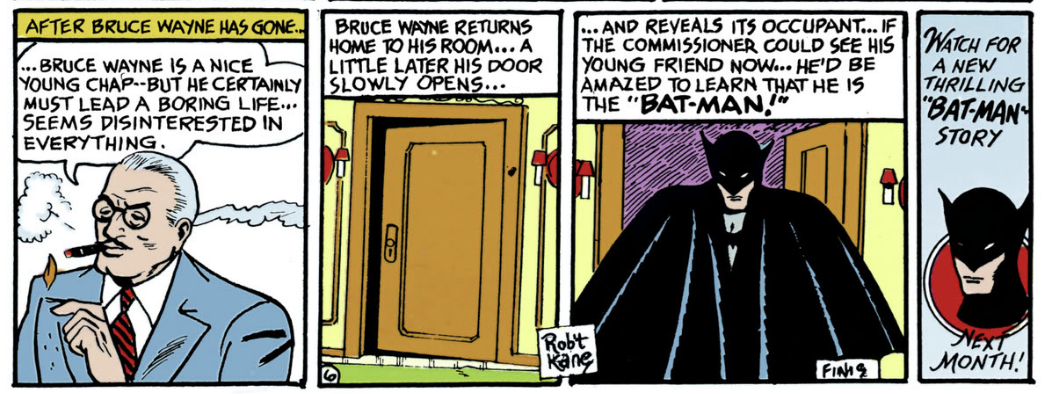 AFTER BRUCE WAYNE HAS GONE...
...BRUCE WAYNE IS A NICE
YOUNG CHAP--BUT HE CERTAINLY
MUST LEAD A BORING LIFE...
SEEMS DISINTERESTED IN
EVERYTHING.
BRUCE WAYNE RETURNS
HOME TO HIS ROOM... A
LITTLE LATER HIS DOOR
SLOWLY OPENS...
6
...AND REVEALS ITS OCCUPANT... IF
THE COMMISSIONER COULD SEE HIS
YOUNG FRIEND NOW... HE'D BE
AMAZED TO LEARN THAT HE IS
THE "BAT-MAN!"
Rob't
Kane
FINIS
WATCH FOR
A NEW
THRILLING
"BAT-MAN"
STORY
NEXT
MONTH!